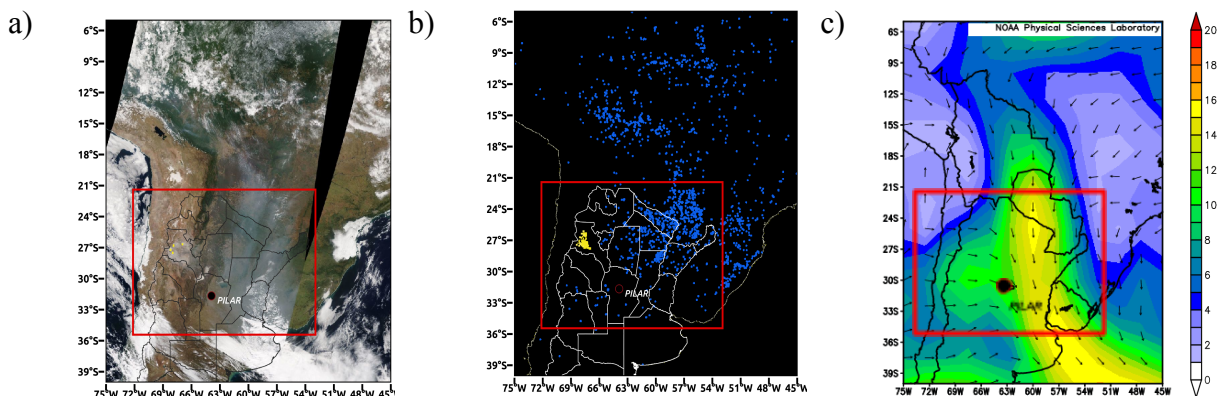 a)
6°S
9°S
12°S
15°S
18°S
21°S
24°S
27°S
30°S
33°S
36°S
39°S
PILAR
75°W 72°W 69°W 66°W 63°W 60°W 57°W 54°W 51°W 48°W 45°W
b)
6°S
9°S
12°S
15°S
18°S
21°S
24°S
27°S
30°S
33°S
36°S
39°S
PILAR
75°W 72°W 69°W 66°W 63°W 60°W 57°W 54°W 51°W 48°W 45°W
c)
NOAA Physical Sciences Laboratory
6S
9S
12S
15S
18S
21S
24S
27S
30S
33S
36S
39S
PILAR
75W 72W 69W 66W 63W 60W 57W 54W 51W 48W 45W
20
18
16
14
12
10
8
6
4
2
0